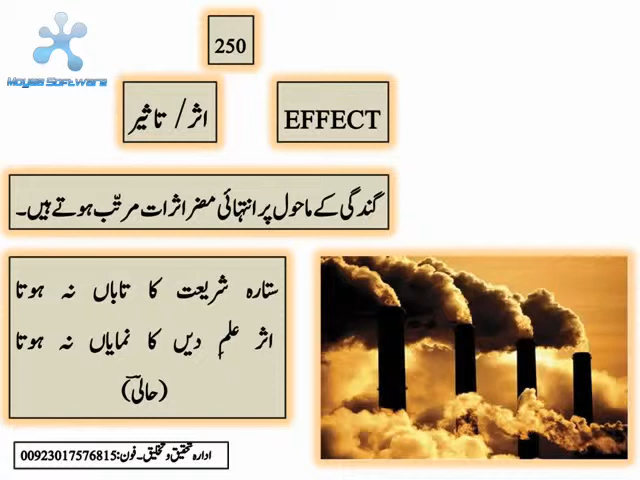 Moyea Software
250
EFFECT
اثر / تاثیر
گندگی کے ماحول پر انتہائی مضر اثرات مرتّب ہوتے ہیں۔
ستارہ شریعت کا تاباں نہ ہوتا
اثر علمِ دیں کا نمایاں نہ ہوتا
(حالیؔ)
ادارہ تحقیق و تخلیق۔ فون:00923017576815